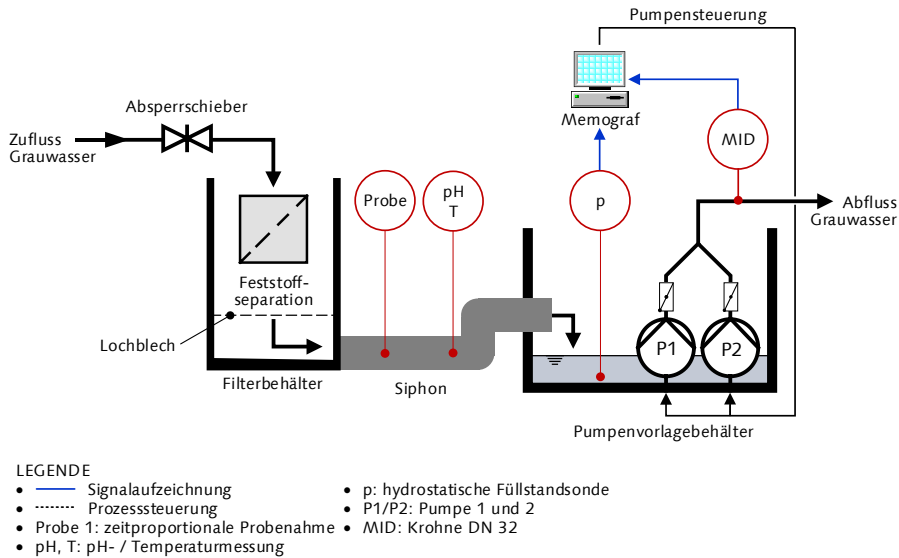 Pumpensteuerung
Absperrschieber
Zufluss
Grauwasser
Memograf
MID
Probe
pH
T
p
Abfluss
Grauwasser
Feststoff-
separation
Lochblech
P1
P2
Filterbehälter
Siphon
Pumpenvorlagebehälter
LEGENDE
• Signalaufzeichnung
• Prozesssteuerung
• Probe 1: zeitproportionale Probenahme
• pH, T: pH- / Temperaturmessung
• p: hydrostatische Füllstandsonde
• P1/P2: Pumpe 1 und 2
• MID: Krohne DN 32